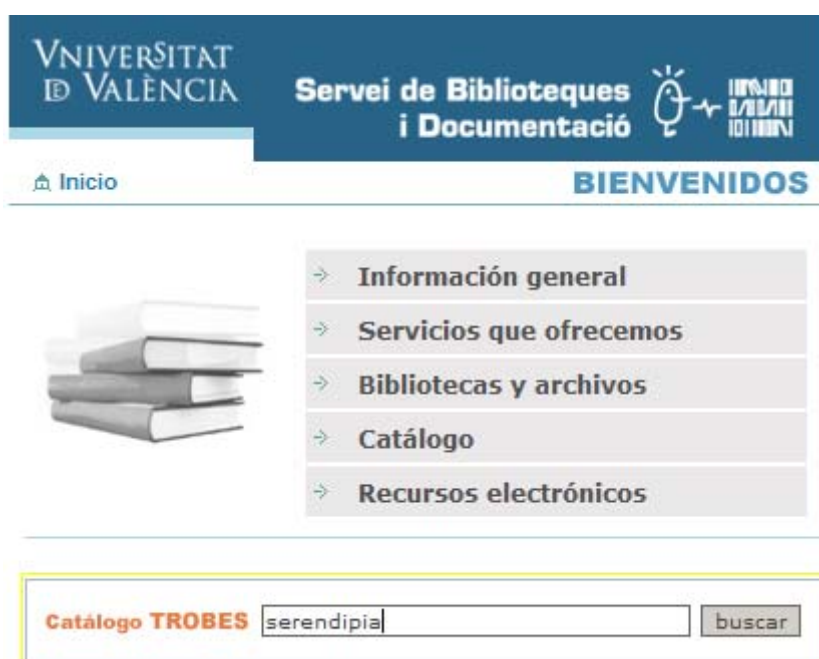 VNIVERSITAT
ID VALÈNCIA
Servei de Biblioteques
i Documentació
Inicio
BIENVENIDOS
Información general
Servicios que ofrecemos
Bibliotecas y archivos
Catálogo
Recursos electrónicos
Catálogo TROBES serendipia buscar